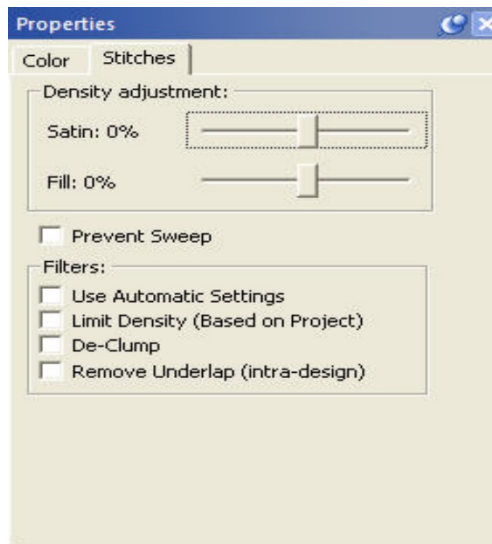 Properties
Color Stitches
Density adjustment:
Satin: 0%
Fill: 0%
Prevent Sweep
Filters:
Use Automatic Settings
Limit Density (Based on Project)
De-Clump
Remove Underlap (intra-design)